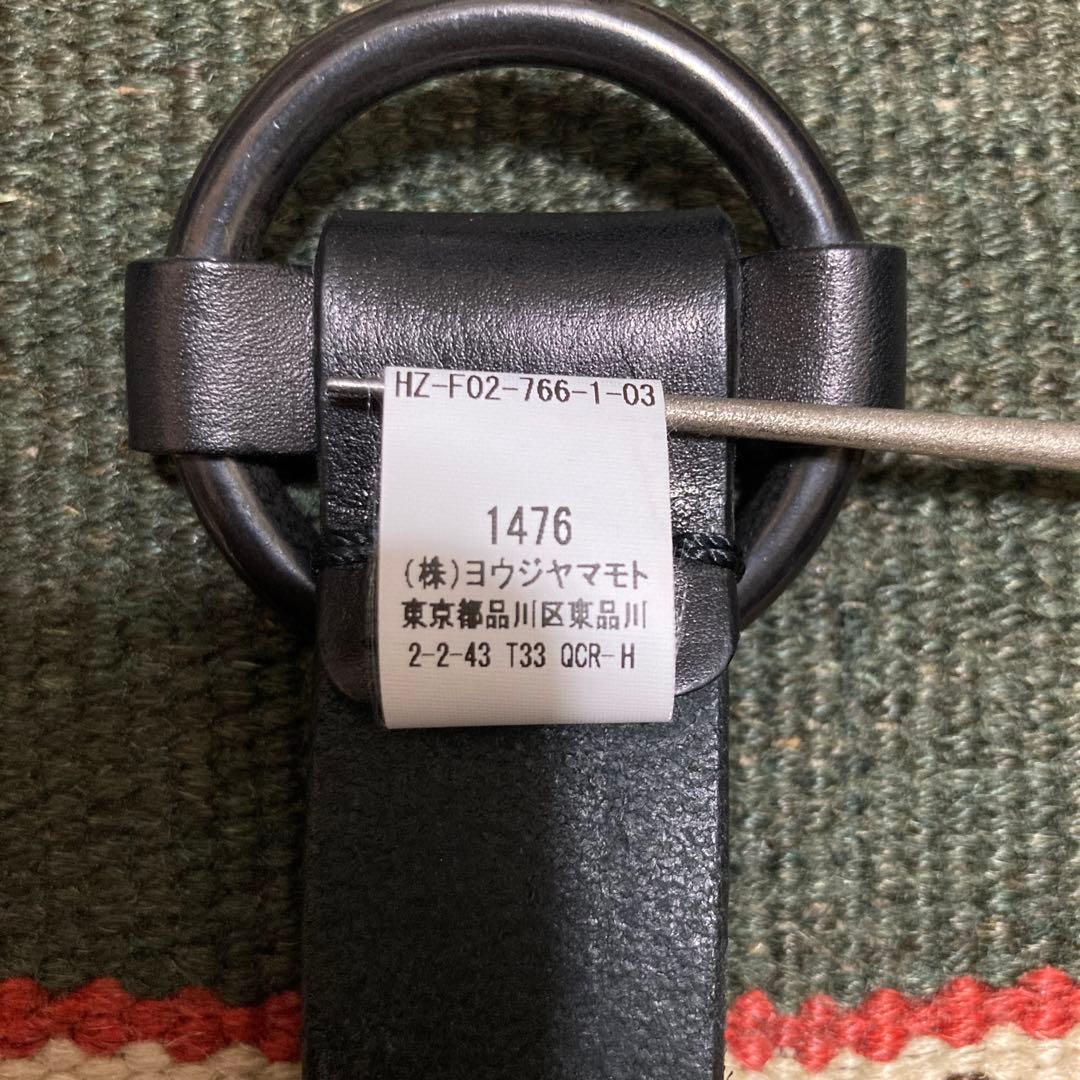 HZ-F02-766-1-03
1476
(株)ヨウジヤマモト
東京都品川区東品川
2-2-43 T33 QCR-H